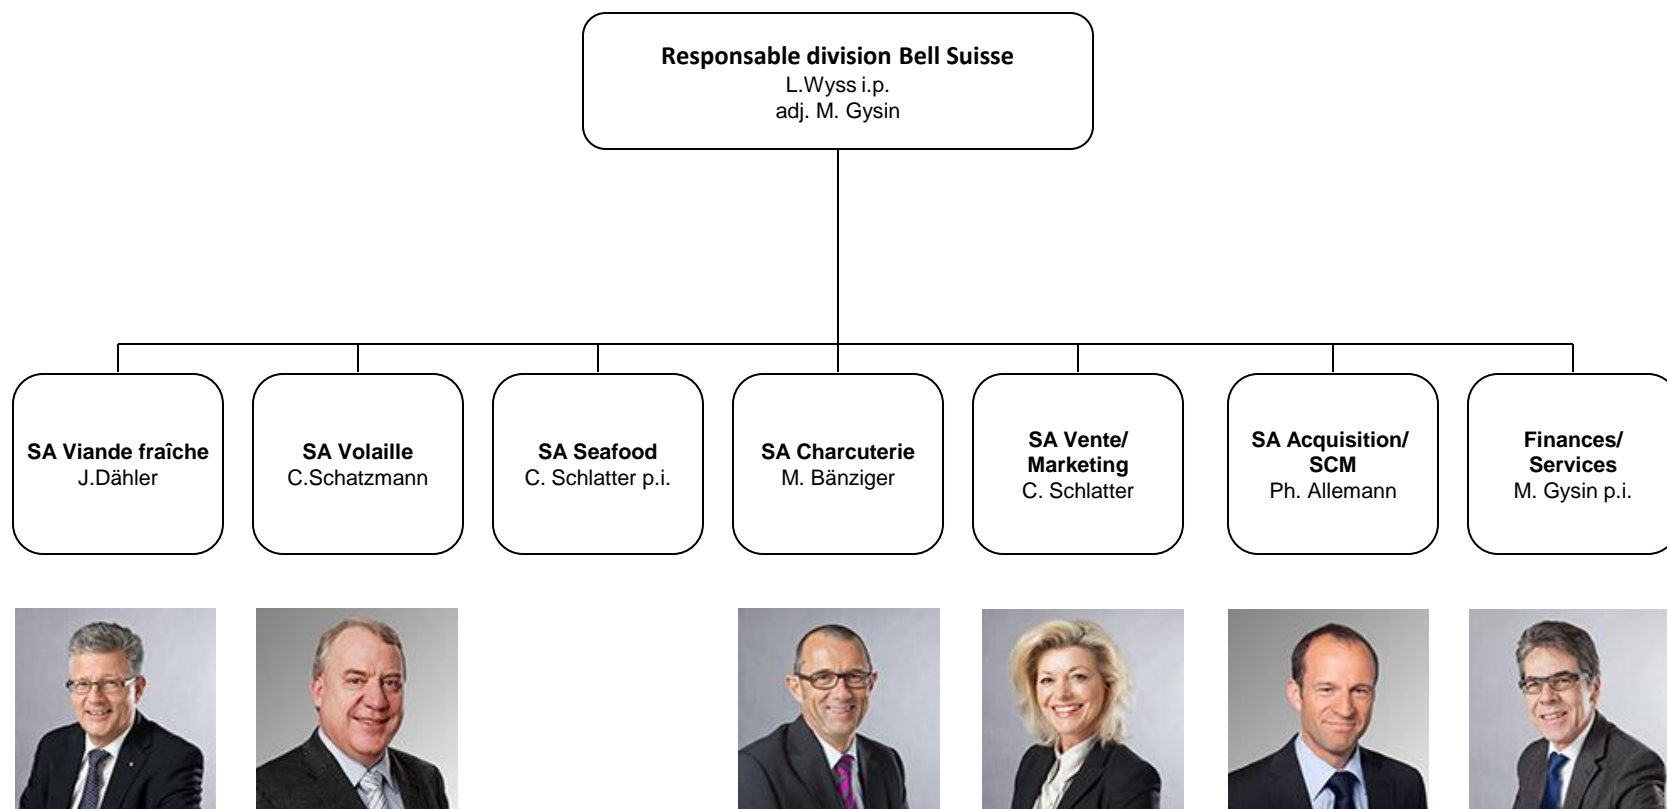 Responsable division Bell Suisse
L.Wyss i.p.
adj. M. Gysin
SA Viande fraîche
J.Dähler
SA Volaille
C.Schatzmann
SA Seafood
C. Schlatter p.i.
SA Charcuterie
M. Bänziger
SA Vente/
Marketing
C. Schlatter
SA Acquisition/
SCM
Ph. Allemann
Finances/
Services
M. Gysin p.i.